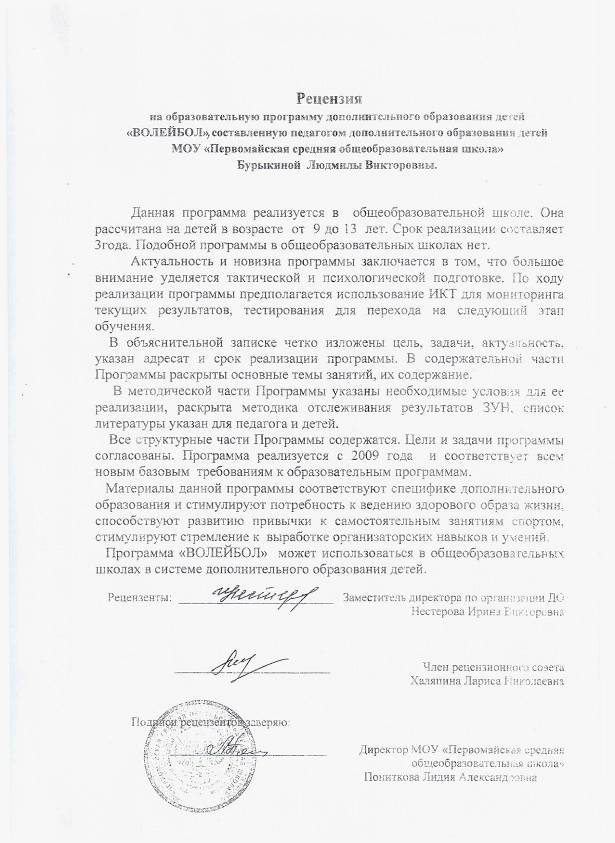 Рецензия
на образовательную программу дополнительного образования детей
«ВОЛЕЙБОЛ», составленную педагогом дополнительного образования детей
МОУ «Первомайская средняя общеобразовательная школа»
Бурыкиной Людмилы Викторовны.
Данная программа реализуется в общеобразовательной школе. Она
рассчитана на детей в возрасте от 9 до 13 лет. Срок реализации составляет
3года. Подобной программы в общеобразовательных школах нет.
Актуальность и новизна программы заключается в том, что большое
внимание уделяется тактической и психологической подготовке. По ходу
реализации программы предполагается использование ИКТ для мониторинга
текущих результатов, тестирования для перехода на следующий этап
обучения.
В объяснительной записке четко изложены цель, задачи, актуальность,
указан адресат и срок реализации программы. В содержательной части
Программы раскрыты основные темы занятий, их содержание.
В методической части Программы указаны необходимые условия для ее
реализации, раскрыта методика отслеживания результатов ЗУН, список
литературы указан для педагога и детей.
Все структурные части Программы содержатся. Цели и задачи программы
согласованы. Программа реализуется с 2009 года и соответствует всем
новым базовым требованиям к образовательным программам.
Материалы данной программы соответствуют специфике дополнительного
образования и стимулируют потребность к ведению здорового образа жизни,
способствуют развитию привычки к самостоятельным занятиям спортом,
стимулируют стремление к выработке организаторских навыков и умений.
Программа «ВОЛЕЙБОЛ» может использоваться в общеобразовательных
школах в системе дополнительного образования детей.
Рецензенты: Заместитель директора по организации ДО
Нестерова Ирина Викторовна
Член рецензионного совета
Халяпина Лариса Николаевна
Подписи рецензентов заверяю:
Директор МОУ «Первомайская средняя
общеобразовательная школа»
Пониткова Лидия Александровна